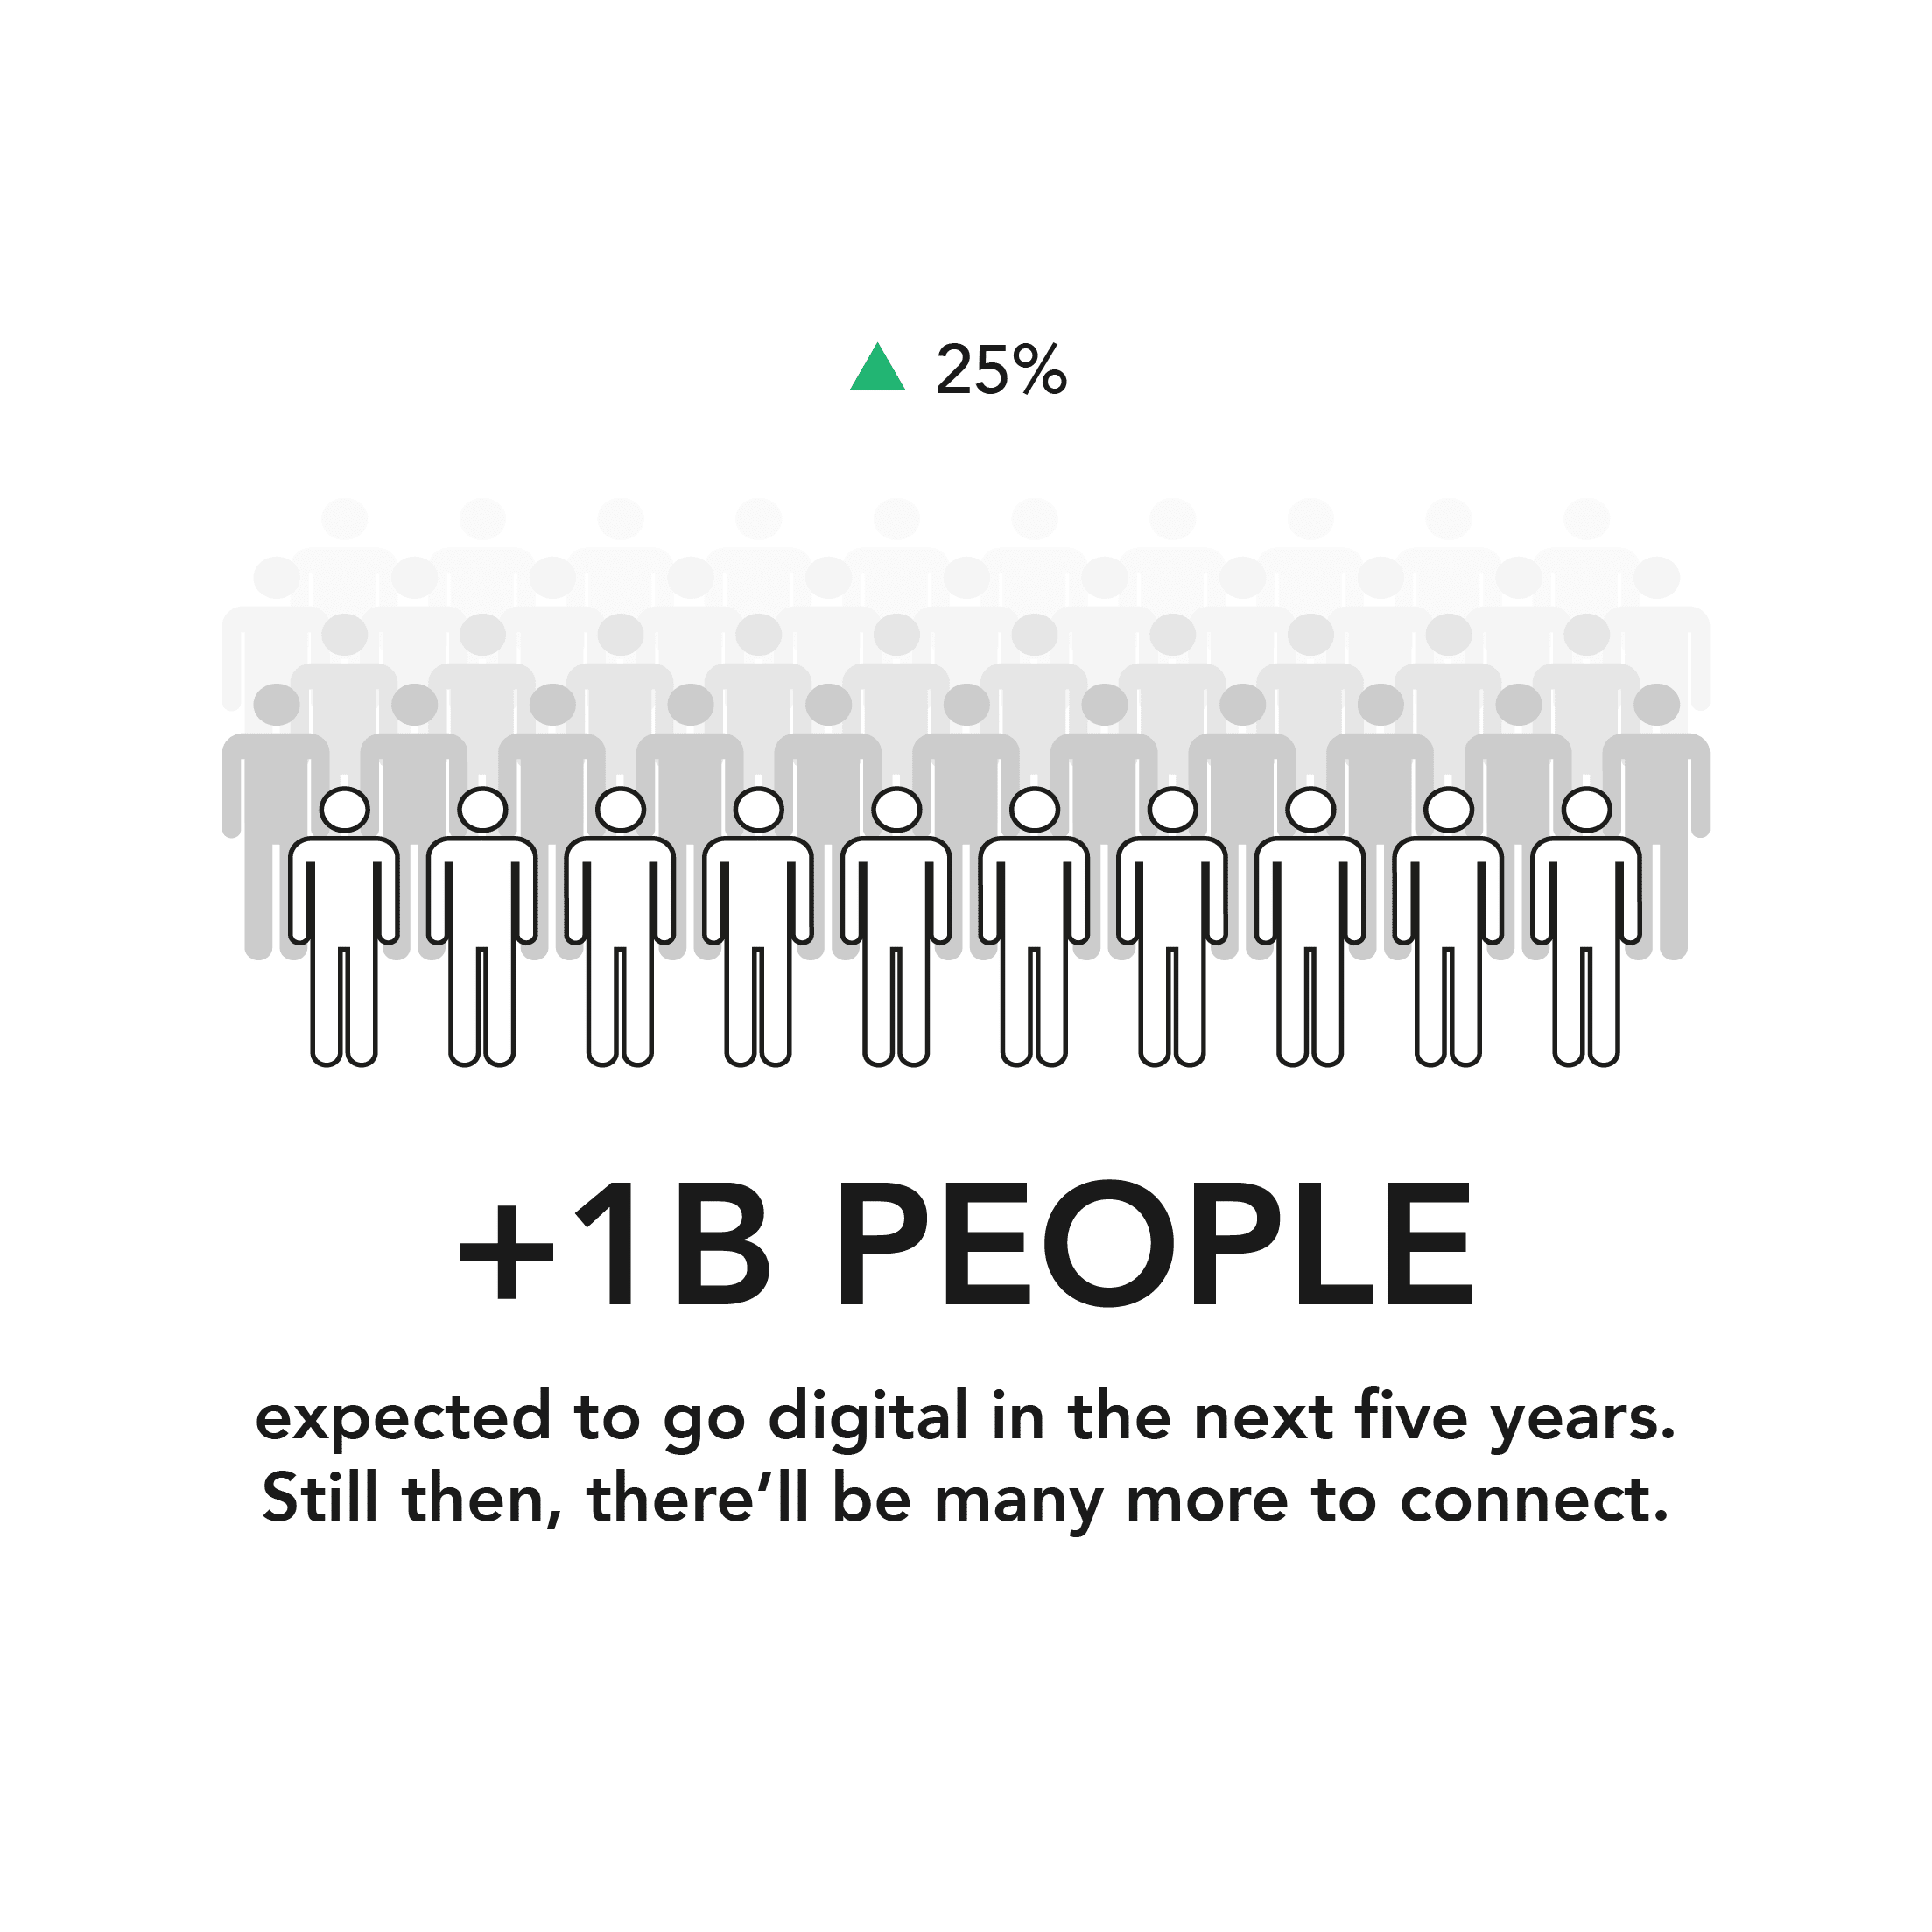 25%
+1B PEOPLE
expected to go digital in the next five years.
Still then, there’ll be many more to connect.